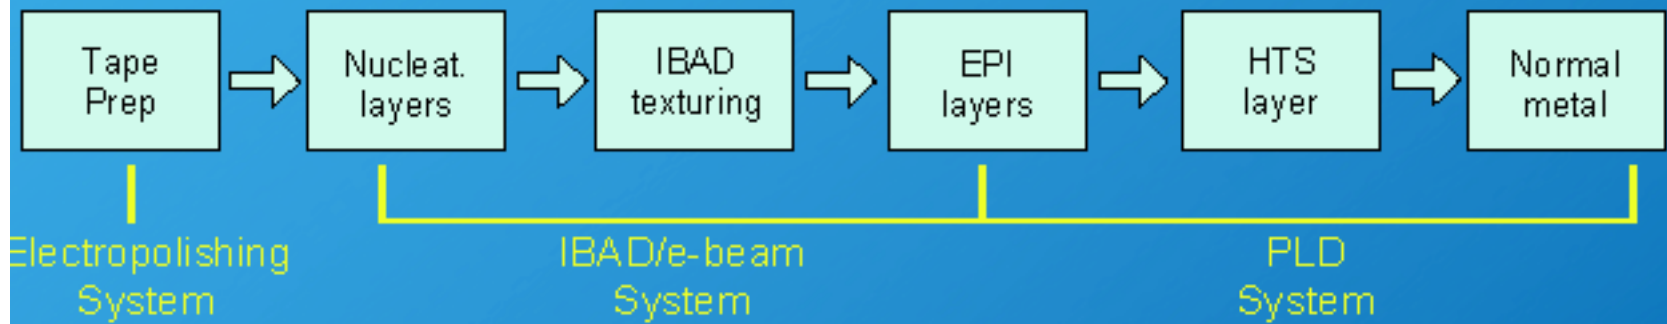 Tape
Prep
Nucleat.
layers
IBAD
texturing
EPI
layers
HTS
layer
Normal
metal
Electropolishing
System
IBAD/e-beam
System
PLD
System